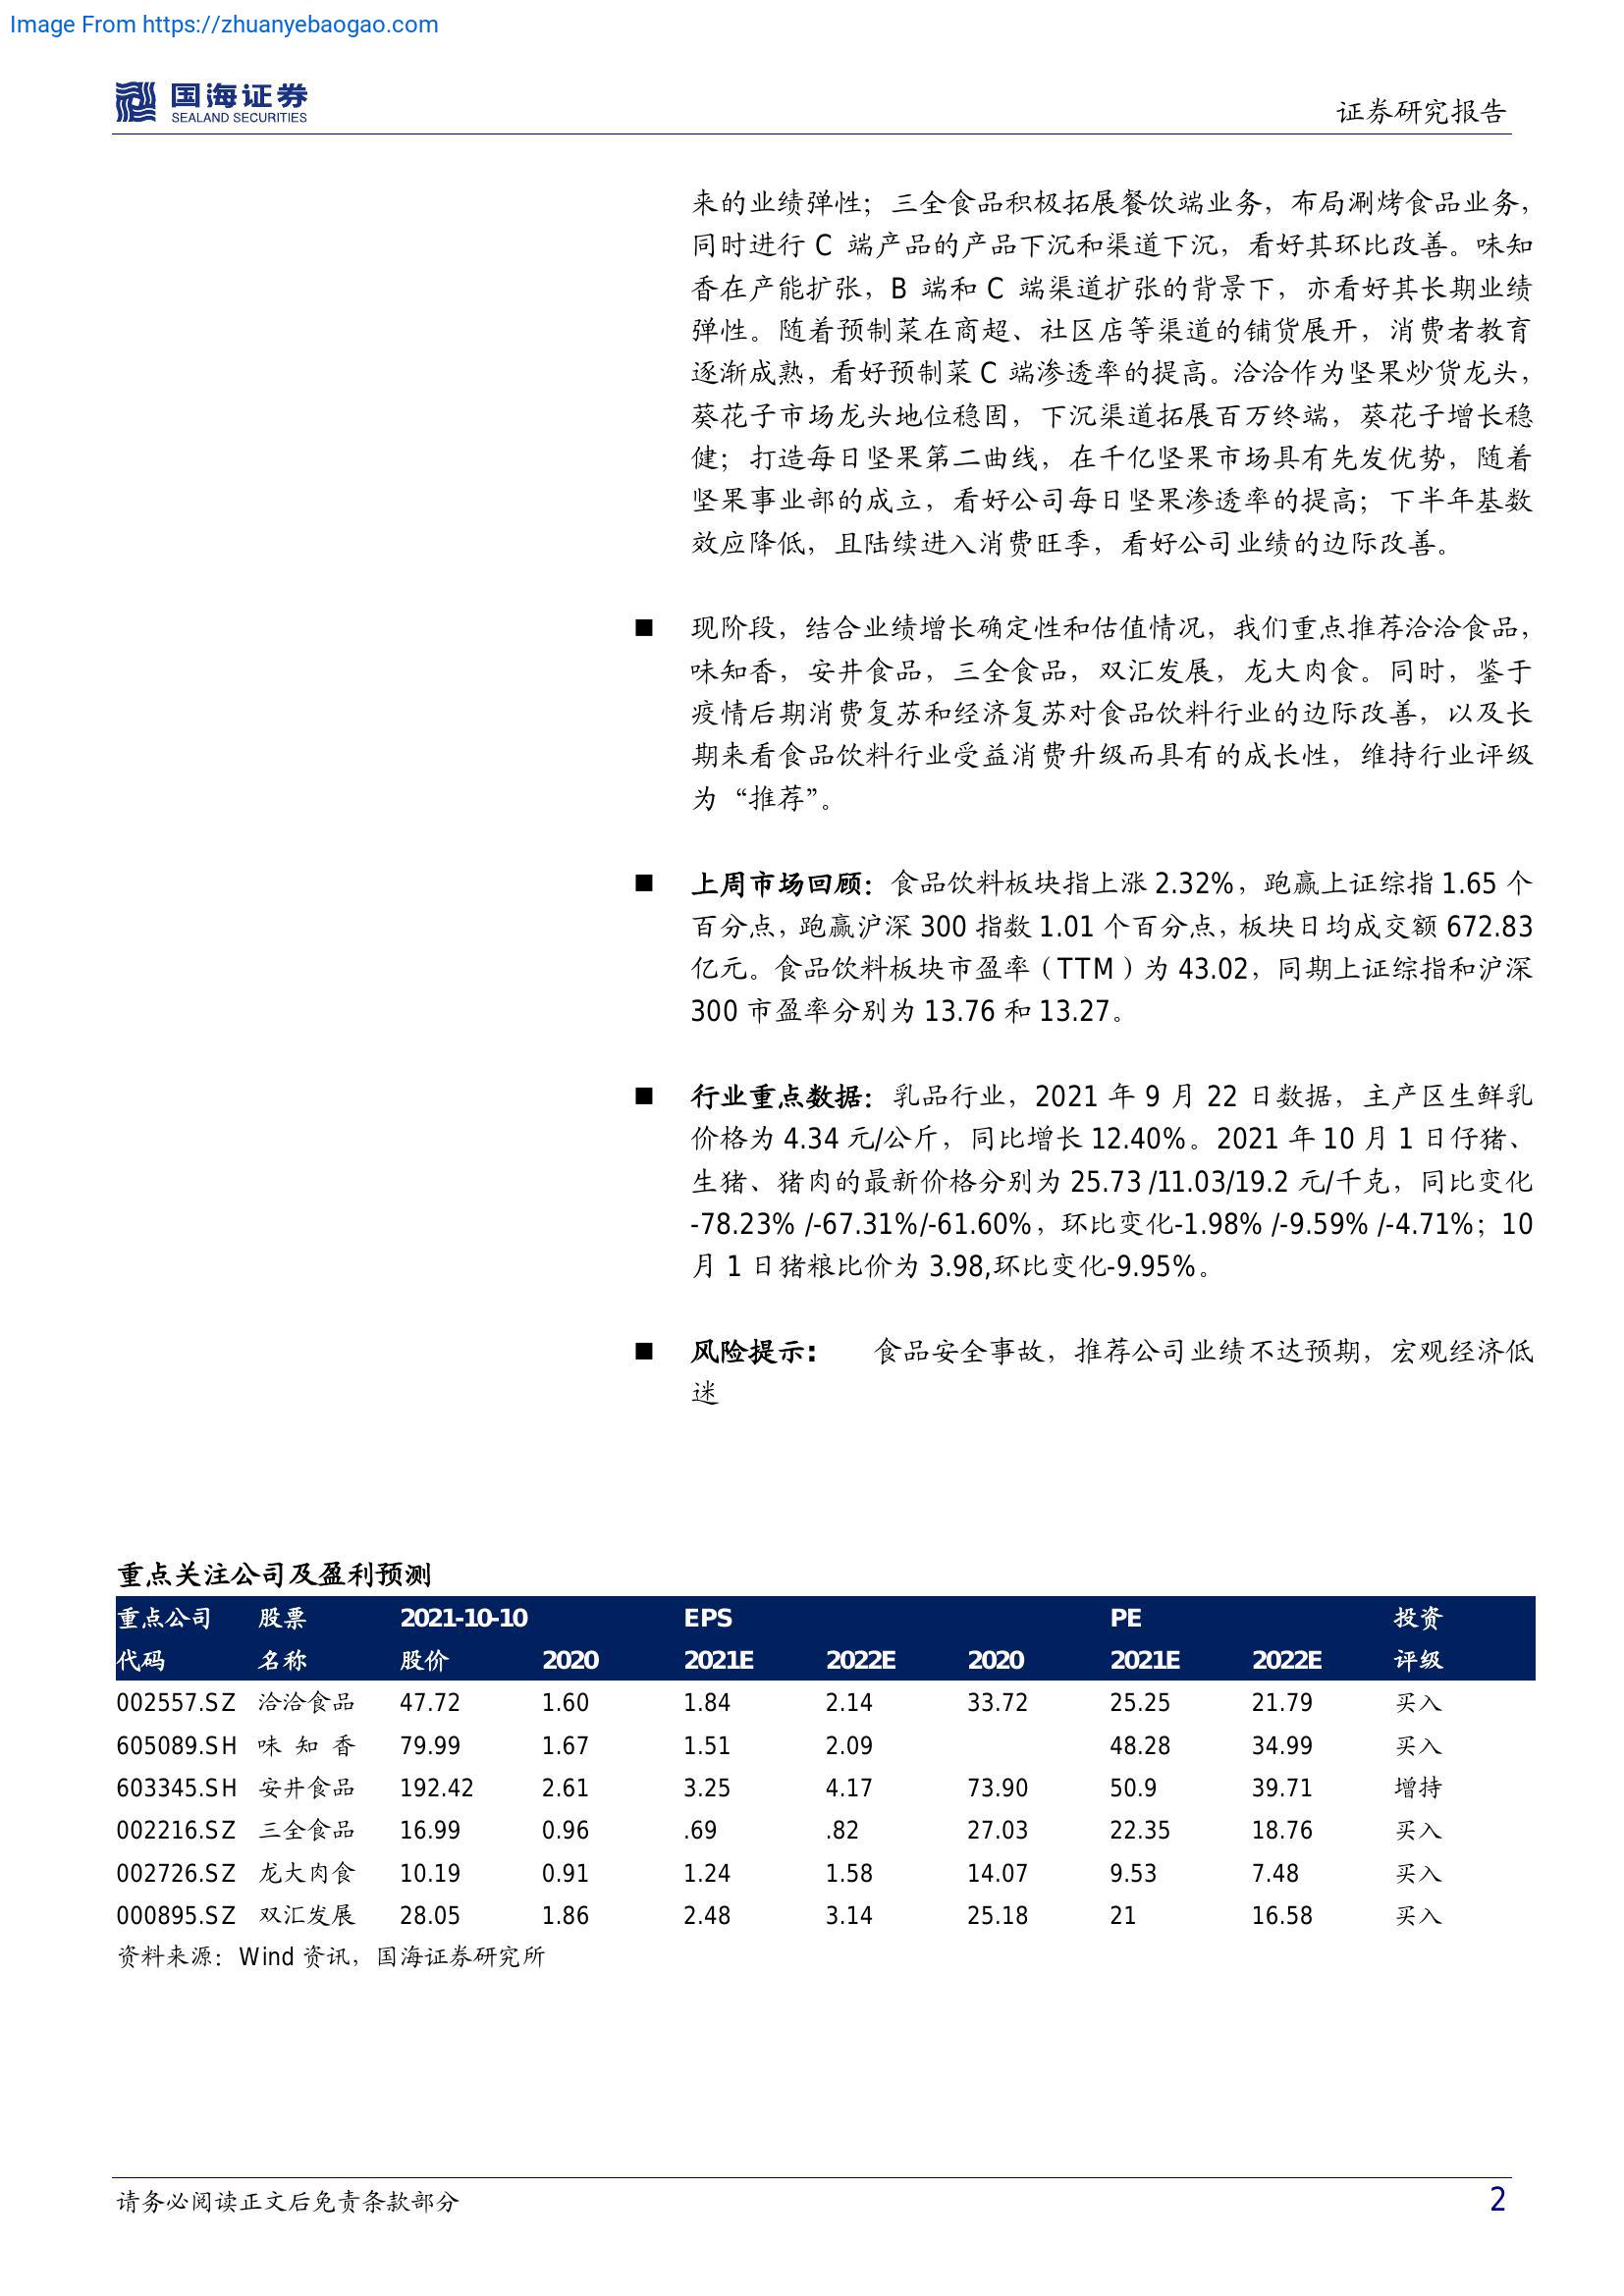 Image From https://zhuanyebaogao.com
国海证券
SEALAND SECURITIES
证券研究报告
来的业绩弹性；三全食品积极拓展餐饮端业务，布局涮烤食品业务，
同时进行 C 端产品的产品下沉和渠道下沉，看好其环比改善。味知
香在产能扩张，B 端和 C 端渠道扩张的背景下，亦看好其长期业绩
弹性。随着预制菜在商超、社区店等渠道的铺货展开，消费者教育
逐渐成熟，看好预制菜 C 端渗透率的提高。洽洽作为坚果炒货龙头，
葵花子市场龙头地位稳固，下沉渠道拓展百万终端，葵花子增长稳
健；打造每日坚果第二曲线，在千亿坚果市场具有先发优势，随着
坚果事业部的成立，看好公司每日坚果渗透率的提高；下半年基数
效应降低，且陆续进入消费旺季，看好公司业绩的边际改善。
■ 现阶段，结合业绩增长确定性和估值情况，我们重点推荐洽洽食品，
味知香，安井食品，三全食品，双汇发展，龙大肉食。同时，鉴于
疫情后期消费复苏和经济复苏对食品饮料行业的边际改善，以及长
期来看食品饮料行业受益消费升级而具有的成长性，维持行业评级
为“推荐”。
■ 上周市场回顾：食品饮料板块指上涨 2.32%，跑赢上证综指 1.65 个
百分点，跑赢沪深 300 指数 1.01 个百分点，板块日均成交额 672.83
亿元。食品饮料板块市盈率（TTM）为 43.02，同期上证综指和沪深
300 市盈率分别为 13.76 和 13.27。
■ 行业重点数据：乳品行业，2021 年 9 月 22 日数据，主产区生鲜乳
价格为 4.34 元/公斤，同比增长 12.40%。2021 年 10 月 1 日仔猪、
生猪、猪肉的最新价格分别为 25.73 /11.03/19.2 元/千克，同比变化
-78.23% /-67.31%/-61.60%，环比变化-1.98% /-9.59% /-4.71%；10
月 1 日猪粮比价为 3.98,环比变化-9.95%。
■ 风险提示： 食品安全事故，推荐公司业绩不达预期，宏观经济低
迷
重点关注公司及盈利预测
重点公司 股票 2021-10-10 EPS PE 投资
代码 名称 股价 2020 2021E 2022E 2020 2021E 2022E 评级
002557.SZ 洽洽食品 47.72 1.60 1.84 2.14 33.72 25.25 21.79 买入
605089.SH 味 知 香 79.99 1.67 1.51 2.09 48.28 34.99 买入
603345.SH 安井食品 192.42 2.61 3.25 4.17 73.90 50.9 39.71 增持
002216.SZ 三全食品 16.99 0.96 .69 .82 27.03 22.35 18.76 买入
002726.SZ 龙大肉食 10.19 0.91 1.24 1.58 14.07 9.53 7.48 买入
000895.SZ 双汇发展 28.05 1.86 2.48 3.14 25.18 21 16.58 买入
资料来源：Wind 资讯，国海证券研究所
请务必阅读正文后免责条款部分
2